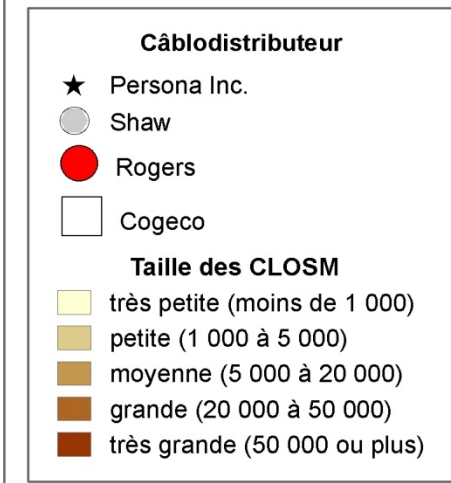 Câblodistributeur
Persona Inc.
Shaw
Rogers
Cogeco
Taille des CLOSM
très petite (moins de 1 000)
petite (1 000 à 5 000)
moyenne (5 000 à 20 000)
grande (20 000 à 50 000)
très grande (50 000 ou plus)